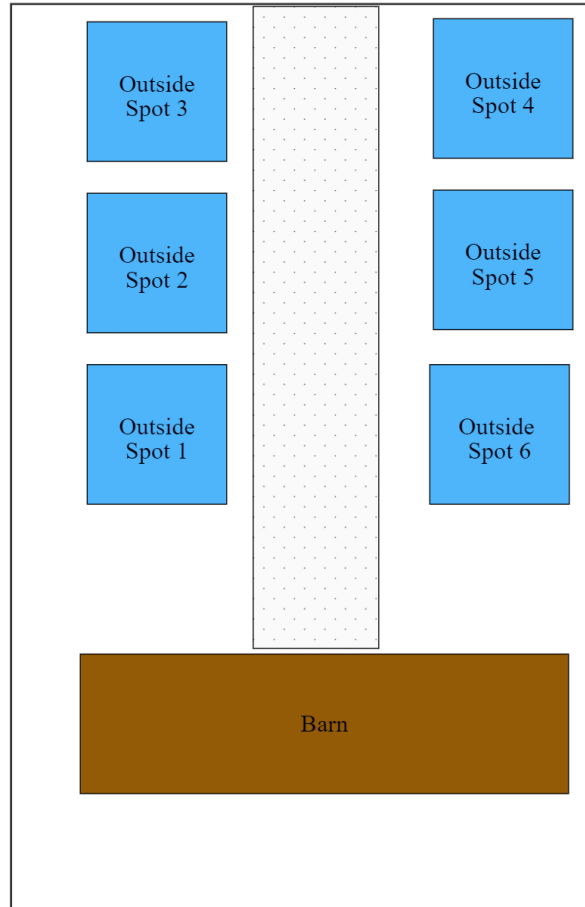 Outside
Spot 3
Outside
Spot 4
Outside
Spot 2
Outside
Spot 5
Outside
Spot 1
Outside
Spot 6
Barn